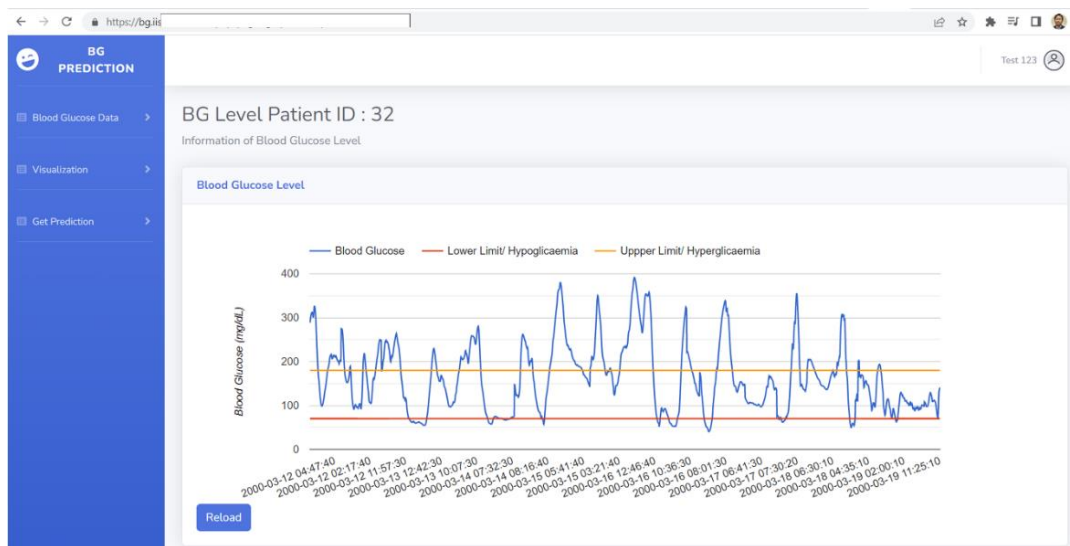 https://bg.iis
BG
PREDICTION
Test 123
Blood Glucose Data
Visualization
Get Prediction
BG Level Patient ID : 32
Information of Blood Glucose Level
Blood Glucose Level
Blood Glucose
Lower Limit/ Hypoglicaemia
Uppper Limit/ Hyperglicaemia
Blood Glucose (mg/dL)
400
300
200
100
0
2000-03-12 04:47:40
2000-03-12 02:17:40
2000-03-12 11:57:30
2000-03-13 12:42:30
2000-03-13 10:07:30
2000-03-14 07:32:30
2000-03-14 08:16:40
2000-03-15 05:41:40
2000-03-15 03:21:40
2000-03-16 12:46:40
2000-03-16 10:36:30
2000-03-16 08:01:30
2000-03-17 06:41:30
2000-03-17 07:30:20
2000-03-18 06:30:10
2000-03-18 04:35:10
2000-03-19 02:00:10
2000-03-19 11:25:10
Reload